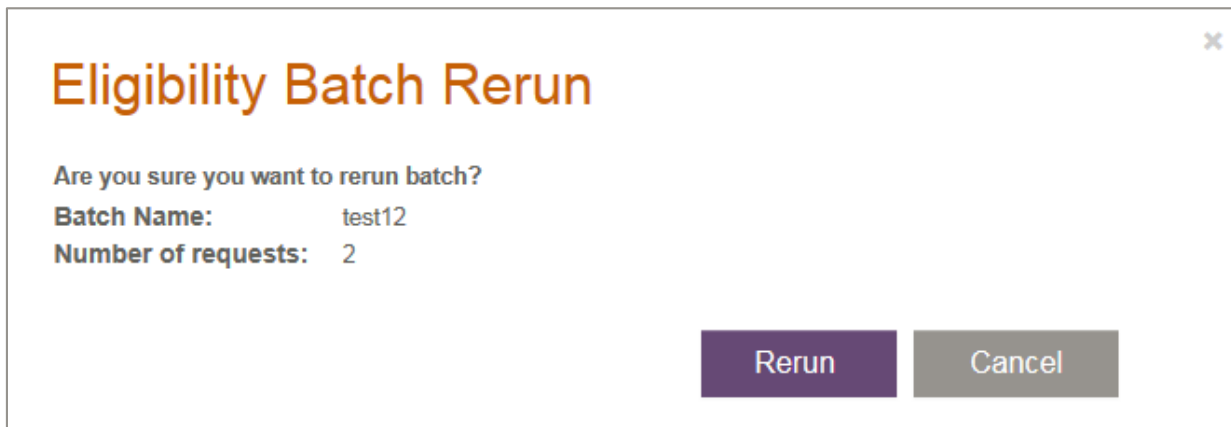 Eligibility Batch Rerun
Are you sure you want to rerun batch?
Batch Name: test12
Number of requests: 2
Rerun Cancel